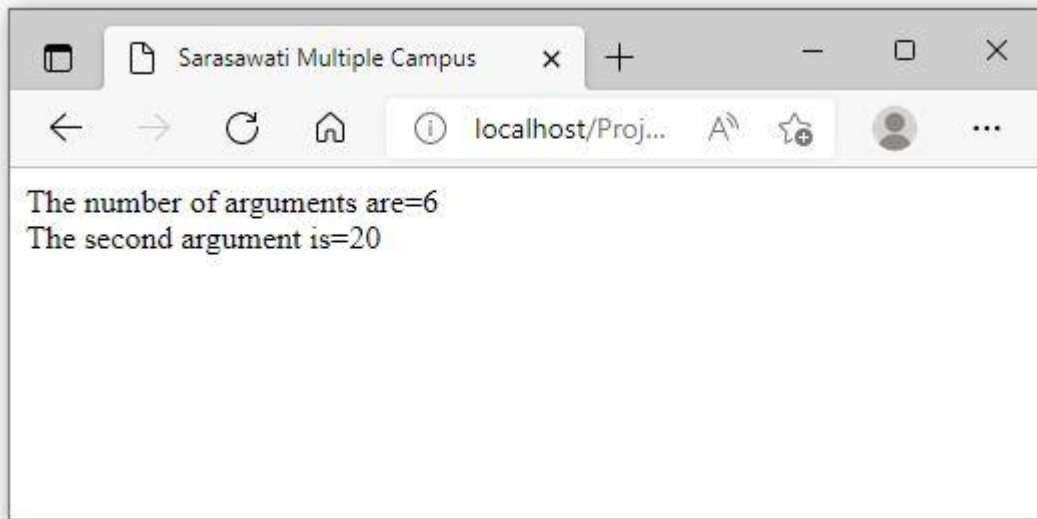 Sarasawati Multiple Campus
localhost/Proj...
The number of arguments are=6
The second argument is=20